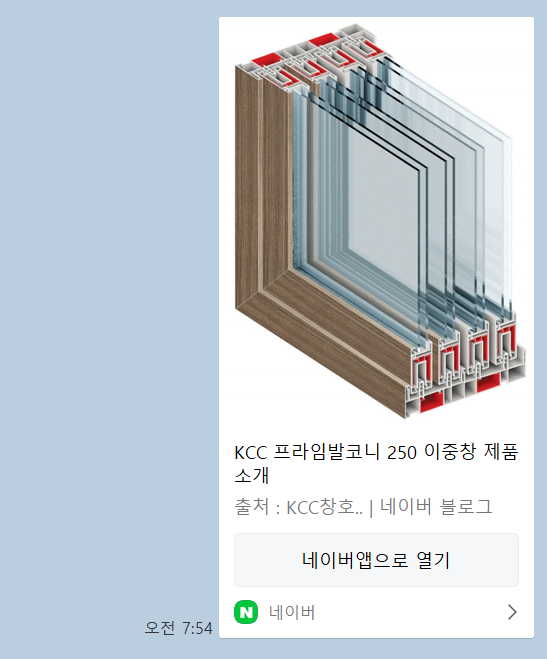 KCC 프라임발코니 250 이중창 제품
소개
출처 : KCC창호.. | 네이버 블로그
네이버앱으로 열기
N 네이버
오전 7:54